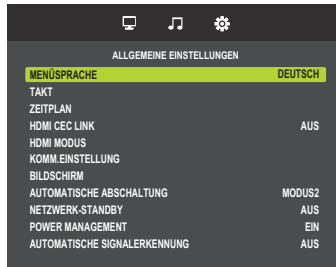 ALLGEMEINE EINSTELLUNGEN
MENÜSPRACHE DEUTSCH
TAKT
ZEITPLAN
HDMI CEC LINK AUS
HDMI MODUS
KOMM.EINSTELLUNG
BILDSCHIRM
AUTOMATISCHE ABSCHALTUNG MODUS2
NETZWERK-STANDBY AUS
POWER MANAGEMENT EIN
AUTOMATISCHE SIGNALERKENNUNG AUS